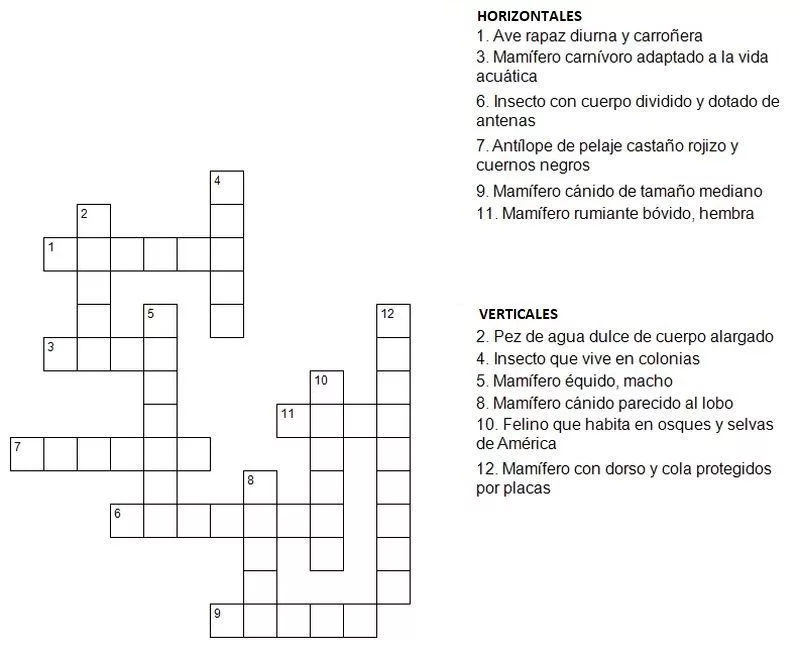 HORIZONTALES
1. Ave rapaz diurna y carroñera
3. Mamífero carnívoro adaptado a la vida
acuática
6. Insecto con cuerpo dividido y dotado de
antenas
7. Antílope de pelaje castaño rojizo y
cuernos negros
9. Mamífero cánido de tamaño mediano
11. Mamífero rumiante bóvido, hembra
4
2
1
5
12
3
10
11
7
8
6
9
VERTICALES
2. Pez de agua dulce de cuerpo alargado
4. Insecto que vive en colonias
5. Mamífero équido, macho
8. Mamífero cánido parecido al lobo
10. Felino que habita en osques y selvas
de América
12. Mamífero con dorso y cola protegidos
por placas